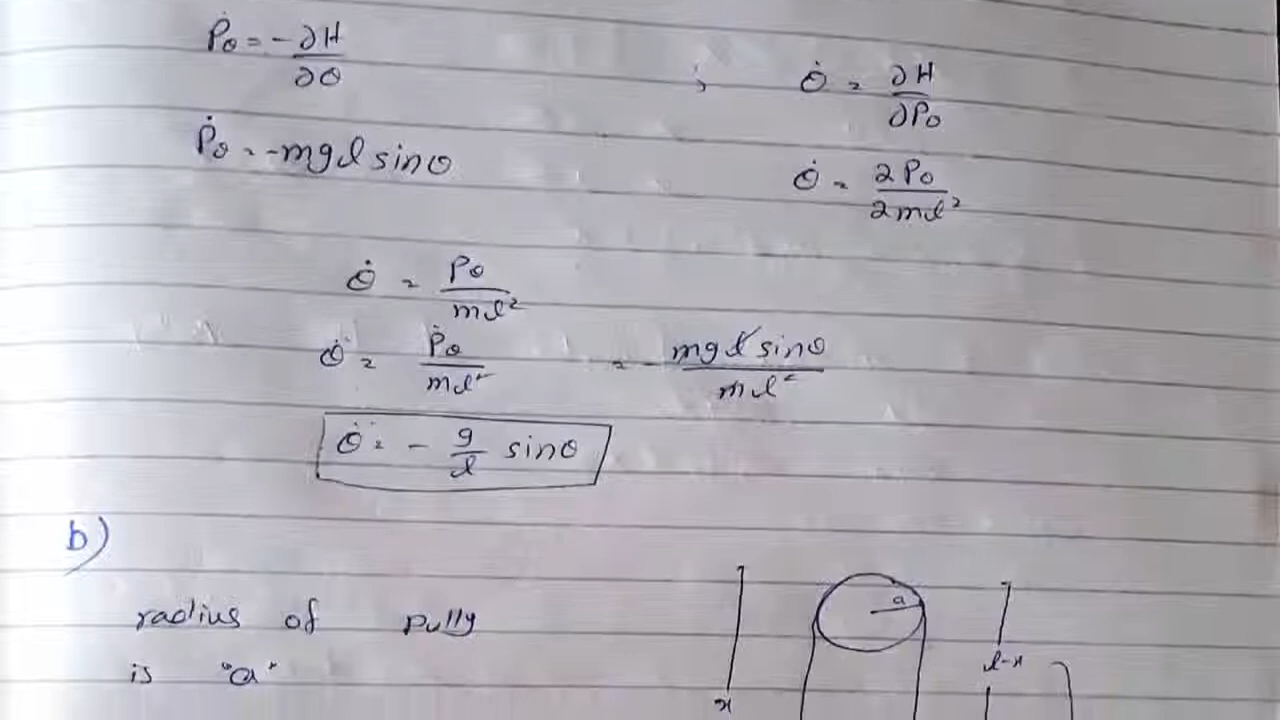 Ṗθ = -∂H/∂θ ; θ̇ = ∂H/∂Pθ
Ṗθ = -mgl sinθ θ̇ = 2Pθ/2ml²
θ̇ = Pθ/ml²
θ̈ = Ṗθ/ml² = - mgl sinθ/ml²
θ̈ = - g/l sinθ
b)
radius of pully
is "a"
a
l-x
x